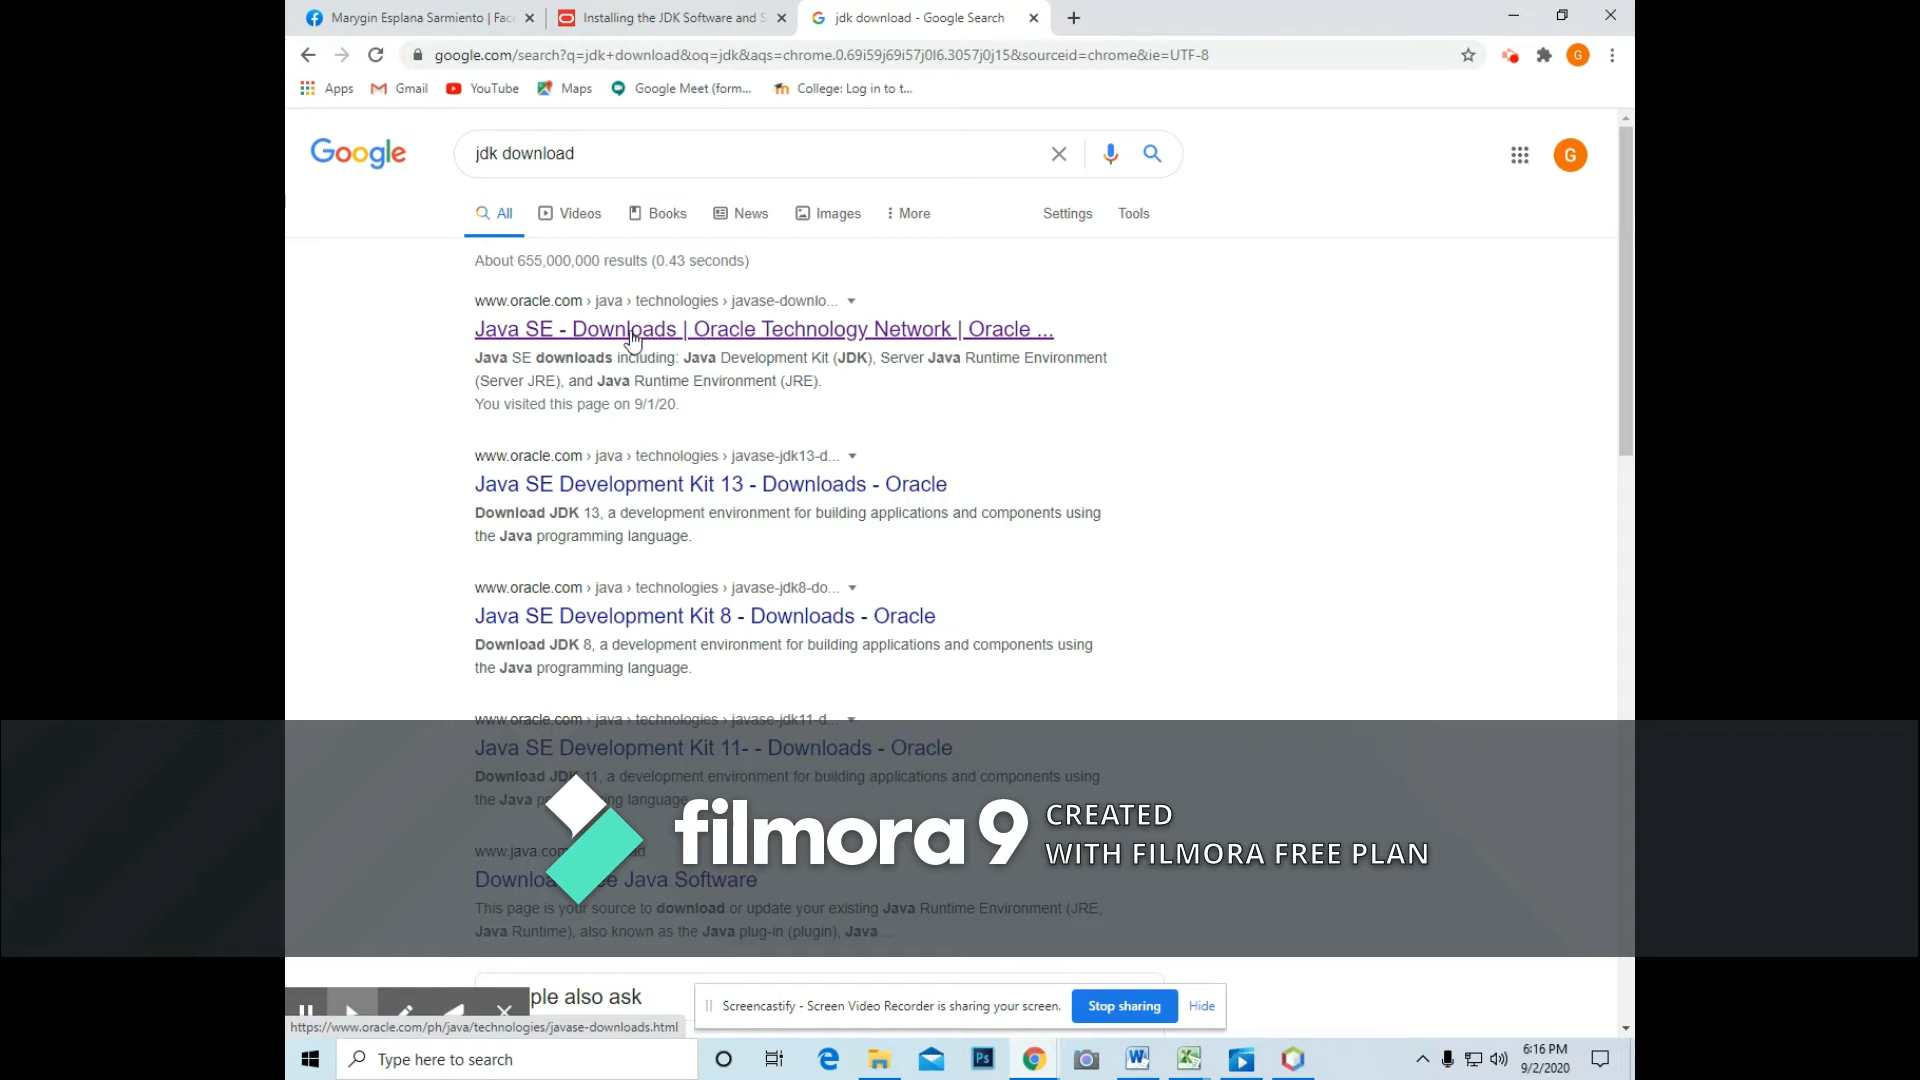 Marygin Esplana Sarmiento | Fac
Installing the JDK Software and S
jdk download - Google Search
google.com/search?q=jdk+download&oq=jdk&aqs=chrome.0.69i59j69i57j0l6.3057j0j15&sourceid=chrome&ie=UTF-8
G
Apps
Gmail
YouTube
Maps
Google Meet (form...
College: Log in to t...
Google
jdk download
G
All
Videos
Books
News
Images
More
Settings
Tools
About 655,000,000 results (0.43 seconds)
www.oracle.com › java › technologies › javase-downlo...
Java SE - Downloads | Oracle Technology Network | Oracle ...
Java SE downloads including: Java Development Kit (JDK), Server Java Runtime Environment
(Server JRE), and Java Runtime Environment (JRE).
You visited this page on 9/1/20.
www.oracle.com › java › technologies › javase-jdk13-d...
Java SE Development Kit 13 - Downloads - Oracle
Download JDK 13, a development environment for building applications and components using
the Java programming language.
www.oracle.com › java › technologies › javase-jdk8-do...
Java SE Development Kit 8 - Downloads - Oracle
Download JDK 8, a development environment for building applications and components using
the Java programming language.
www.oracle.com › java › technologies › javase-jdk11-d...
Java SE Development Kit 11- - Downloads - Oracle
Download JDK 11, a development environment for building applications and components using
the Java language.
filmora9
CREATED
WITH FILMORA FREE PLAN
www.java.com
Java Software
This page is your source to download or update your existing Java Runtime Environment (JRE,
Java Runtime), also known as the Java plug-in (plugin), Java ...
ple also ask
Screencastify - Screen Video Recorder is sharing your screen.
Stop sharing
Hide
https://www.oracle.com/ph/java/technologies/javase-downloads.html
Type here to search
Ps
6:16 PM
9/2/2020